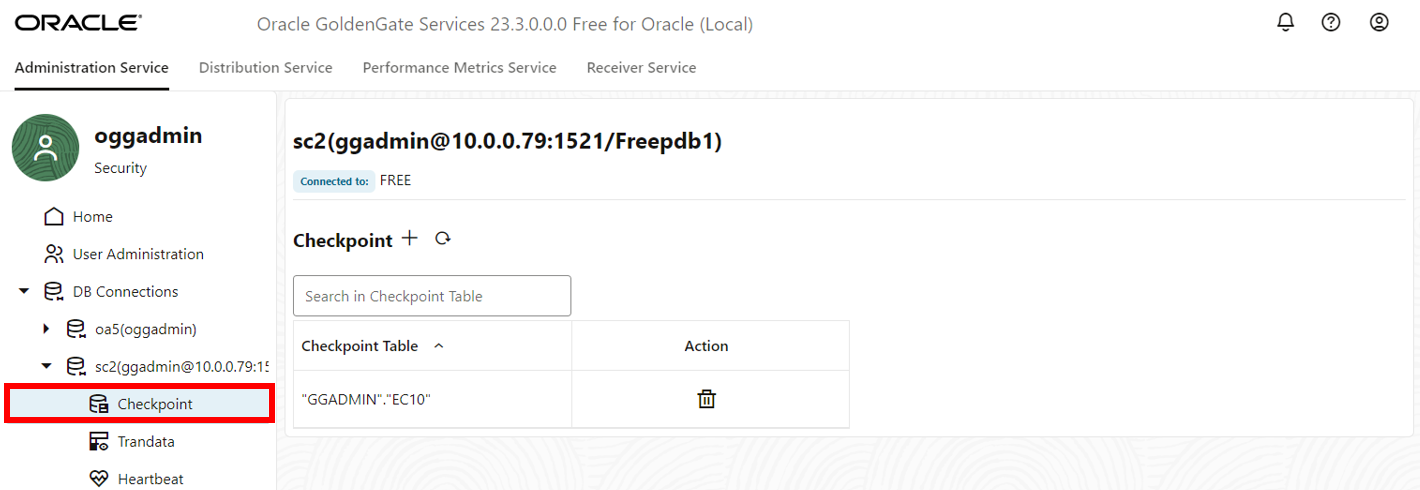 ORACLE
Oracle GoldenGate Services 23.3.0.0.0 Free for Oracle (Local)
Administration Service
Distribution Service
Performance Metrics Service
Receiver Service
oggadmin
Security
Home
User Administration
DB Connections
oa5(oggadmin)
sc2(ggadmin@10.0.0.79:15
Checkpoint
Trandata
Heartbeat
sc2(ggadmin@10.0.0.79:1521/Freepdb1)
Connected to: FREE
Checkpoint
Search in Checkpoint Table
Checkpoint Table Action
"GGADMIN"."EC10"